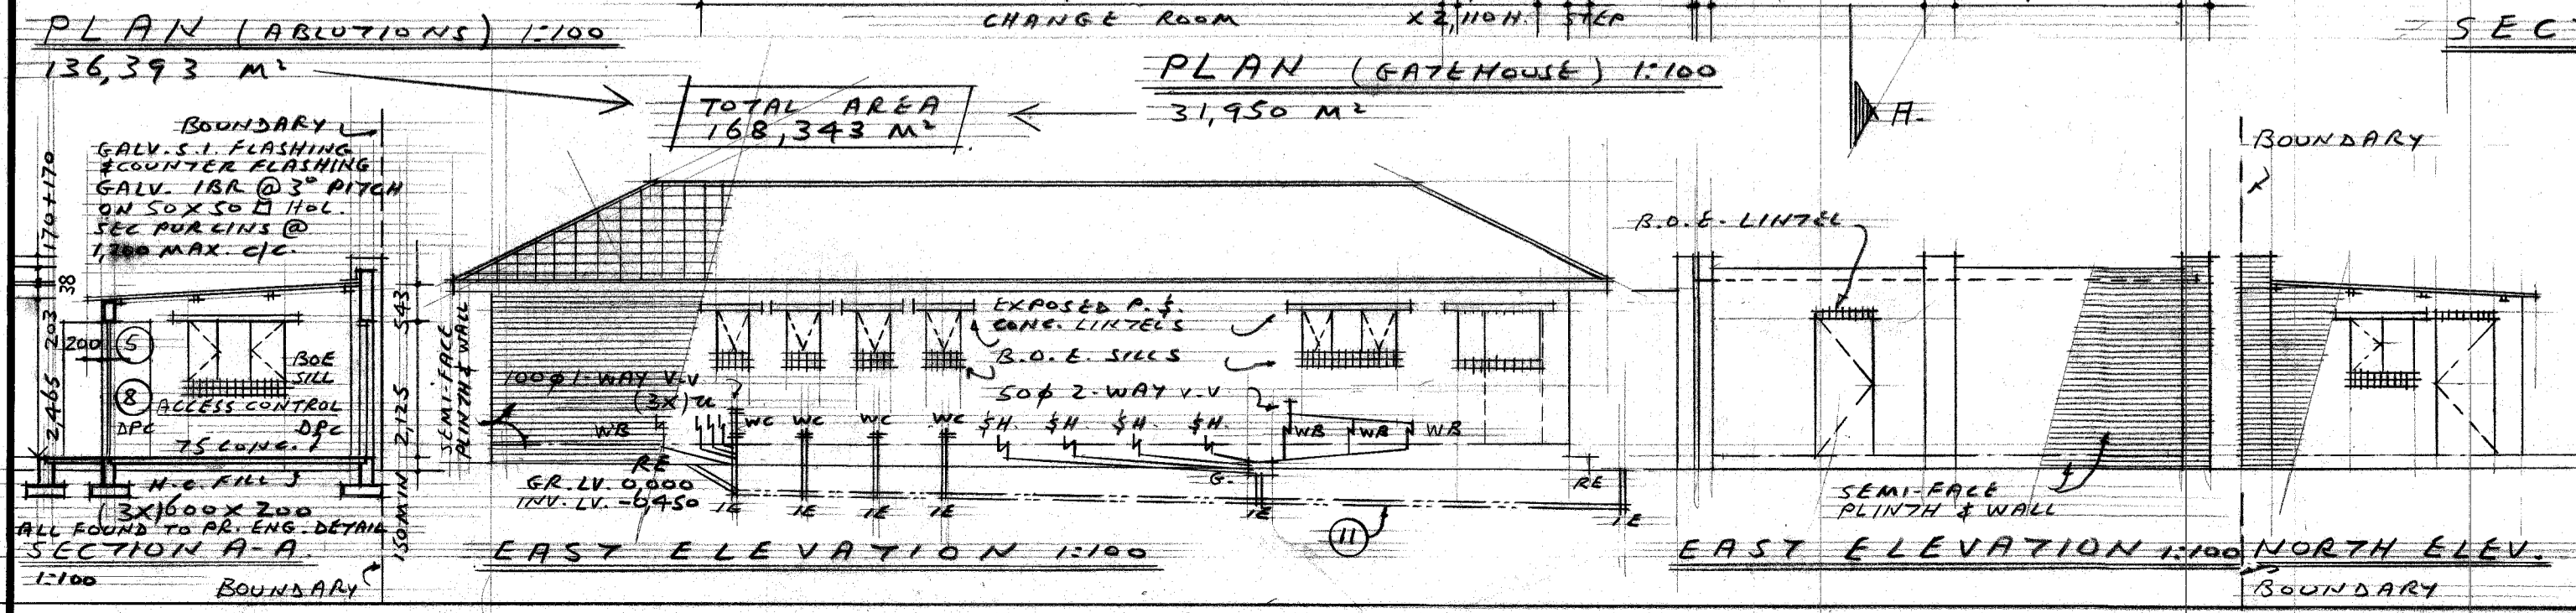 PLAN (ABLUTIONS) 1:100
136,393 M²
CHANGE ROOM
X 2,110 H.
STEP
PLAN (GATEHOUSE) 1:100
31,950 M²
TOTAL AREA
168,343 M²
SEC
A.
BOUNDARY
GALV. S.I. FLASHING
& COUNTER FLASHING
GALV. IBR @ 3° PITCH
ON 50 X 50 HOL.
SEC PURLINS @
1,200 MAX. C/C.
170+170
38
203
200
2,465
5
8
BOE
SILL
ACCESS CONTROL
DPC
DPC
75 CONC.
H.C. FILL
(3X) 600 X 200
ALL FOUND TO PR. ENG. DETAIL
SECTION A-A.
1:100
BOUNDARY
543
2,125
150 MIN
SEMI-FACE
PLINTH & WALL
EXPOSED P.S.
CONC. LINTELS
B.O.E. SILLS
100ϕ 1-WAY V.V
(3X)
50ϕ 2-WAY V.V
WB
WC WC WC WC
SH SH SH SH
WB WB WB
RE
GR. LV. 0,000
INV. LV. -0,450
IE IE IE IE
G.
IE
RE
IE
11
EAST ELEVATION 1:100
B.O.E. LINTEL
SEMI-FACE
PLINTH & WALL
EAST ELEVATION 1:100
BOUNDARY
NORTH ELEV.
BOUNDARY